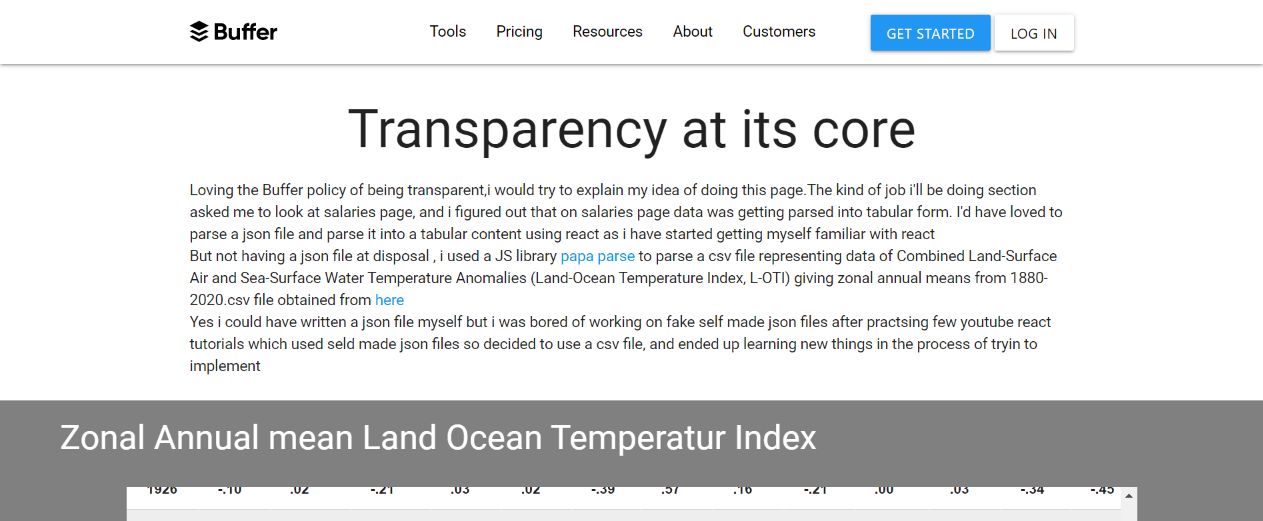 Buffer
Tools Pricing Resources About Customers GET STARTED LOG IN
Transparency at its core
Loving the Buffer policy of being transparent,i would try to explain my idea of doing this page.The kind of job i'll be doing section
asked me to look at salaries page, and i figured out that on salaries page data was getting parsed into tabular form. I'd have loved to
parse a json file and parse it into a tabular content using react as i have started getting myself familiar with react
But not having a json file at disposal , i used a JS library papa parse to parse a csv file representing data of Combined Land-Surface
Air and Sea-Surface Water Temperature Anomalies (Land-Ocean Temperature Index, L-OTI) giving zonal annual means from 1880-
2020.csv file obtained from here
Yes i could have written a json file myself but i was bored of working on fake self made json files after practsing few youtube react
tutorials which used seld made json files so decided to use a csv file, and ended up learning new things in the process of tryin to
implement
Zonal Annual mean Land Ocean Temperatur Index
1926 -.10 .02 -.21 .03 .02 -.39 .57 .16 -.21 .00 .03 -.34 -.45